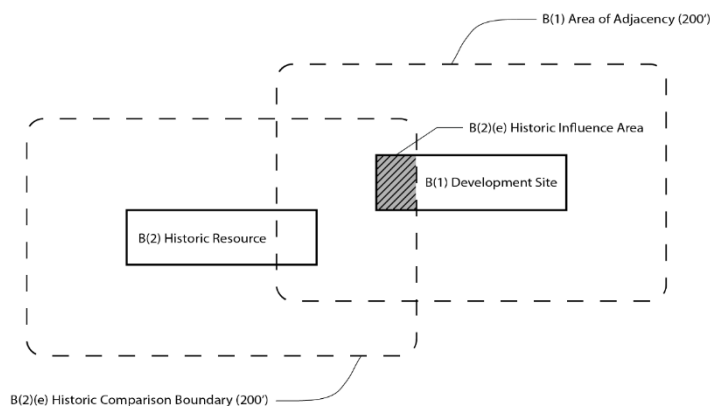 B(1) Area of Adjacency (200')
B(2)(e) Historic Influence Area
B(1) Development Site
B(2) Historic Resource
B(2)(e) Historic Comparison Boundary (200')